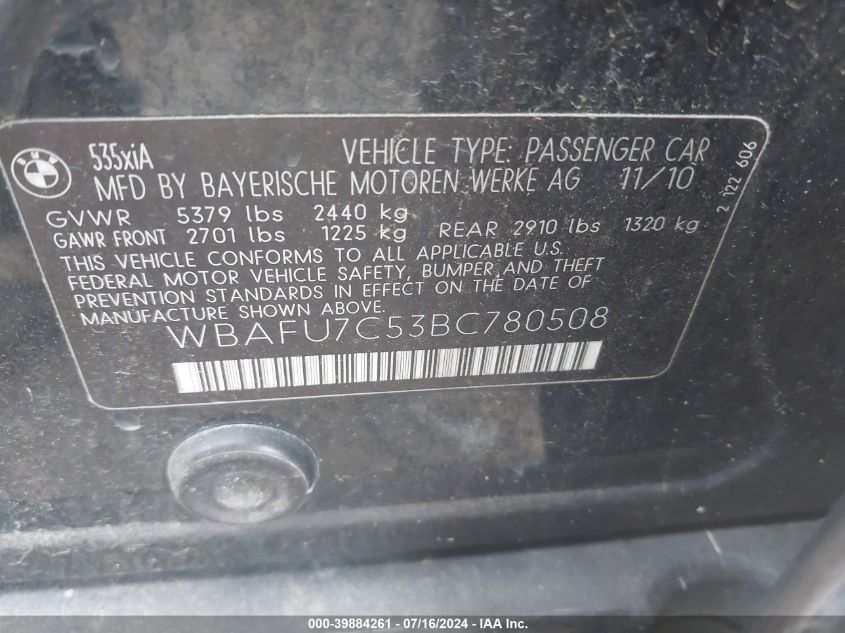 BMW
535xiA VEHICLE TYPE: PASSENGER CAR
MFD BY BAYERISCHE MOTOREN WERKE AG 11/10
GVWR 5379 lbs 2440 kg
GAWR FRONT 2701 lbs 1225 kg REAR 2910 lbs 1320 kg
THIS VEHICLE CONFORMS TO ALL APPLICABLE U.S.
FEDERAL MOTOR VEHICLE SAFETY, BUMPER, AND THEFT
PREVENTION STANDARDS IN EFFECT ON THE DATE OF
MANUFACTURE SHOWN ABOVE.
WBAFU7C53BC780508
2 122 606
000-39884261 - 07/16/2024 - IAA Inc.